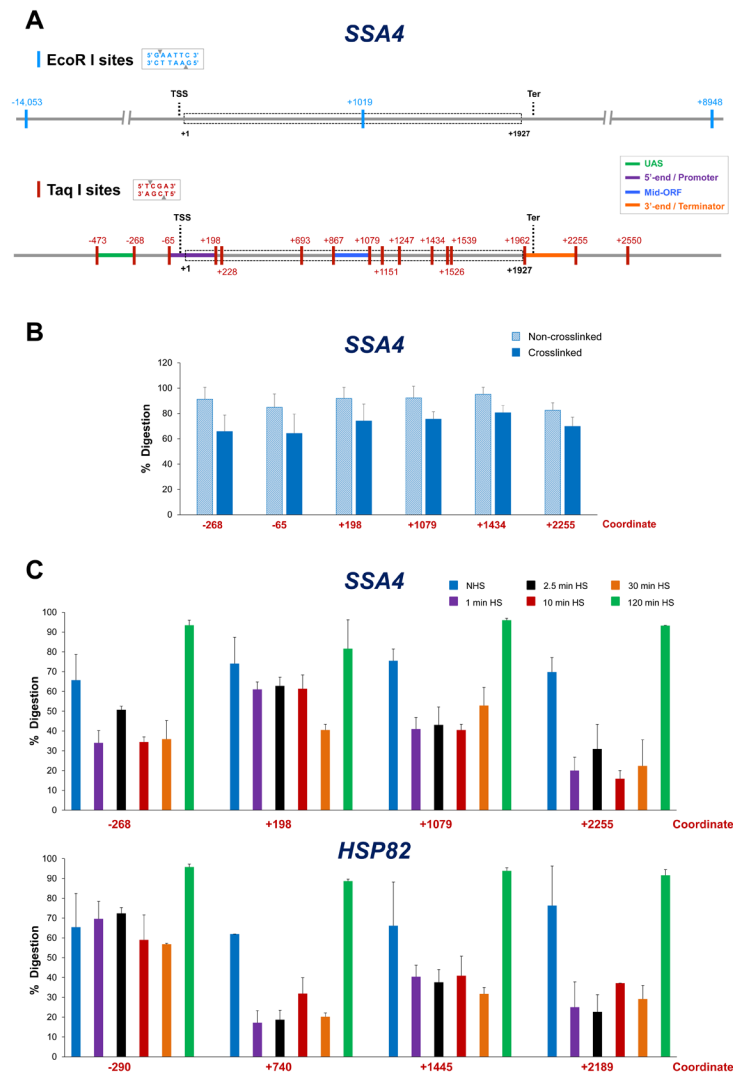 A
SSA4
EcoR I sites
5' G A A T T C 3'
3' C T T A A G 5'
TSS
Ter
-14,053
+1019
+8948
+1
+1927
UAS
5'-end / Promoter
Mid-ORF
3'-end / Terminator
Taq I sites
5' T C G A 3'
3' A G C T 5'
TSS
Ter
-473 -268 -65 +198 +693 +867 +1079 +1247 +1434 +1539 +1962 +2255 +2550
+1
+1927
+228 +1151 +1526
B
SSA4
Non-crosslinked
Crosslinked
% Digestion
120
100
80
60
40
20
0
-268 -65 +198 +1079 +1434 +2255 Coordinate
C
SSA4
NHS 2.5 min HS 30 min HS
1 min HS 10 min HS 120 min HS
% Digestion
100
90
80
70
60
50
40
30
20
10
0
-268 +198 +1079 +2255 Coordinate
HSP82
% Digestion
100
90
80
70
60
50
40
30
20
10
0
-290 +740 +1445 +2189 Coordinate